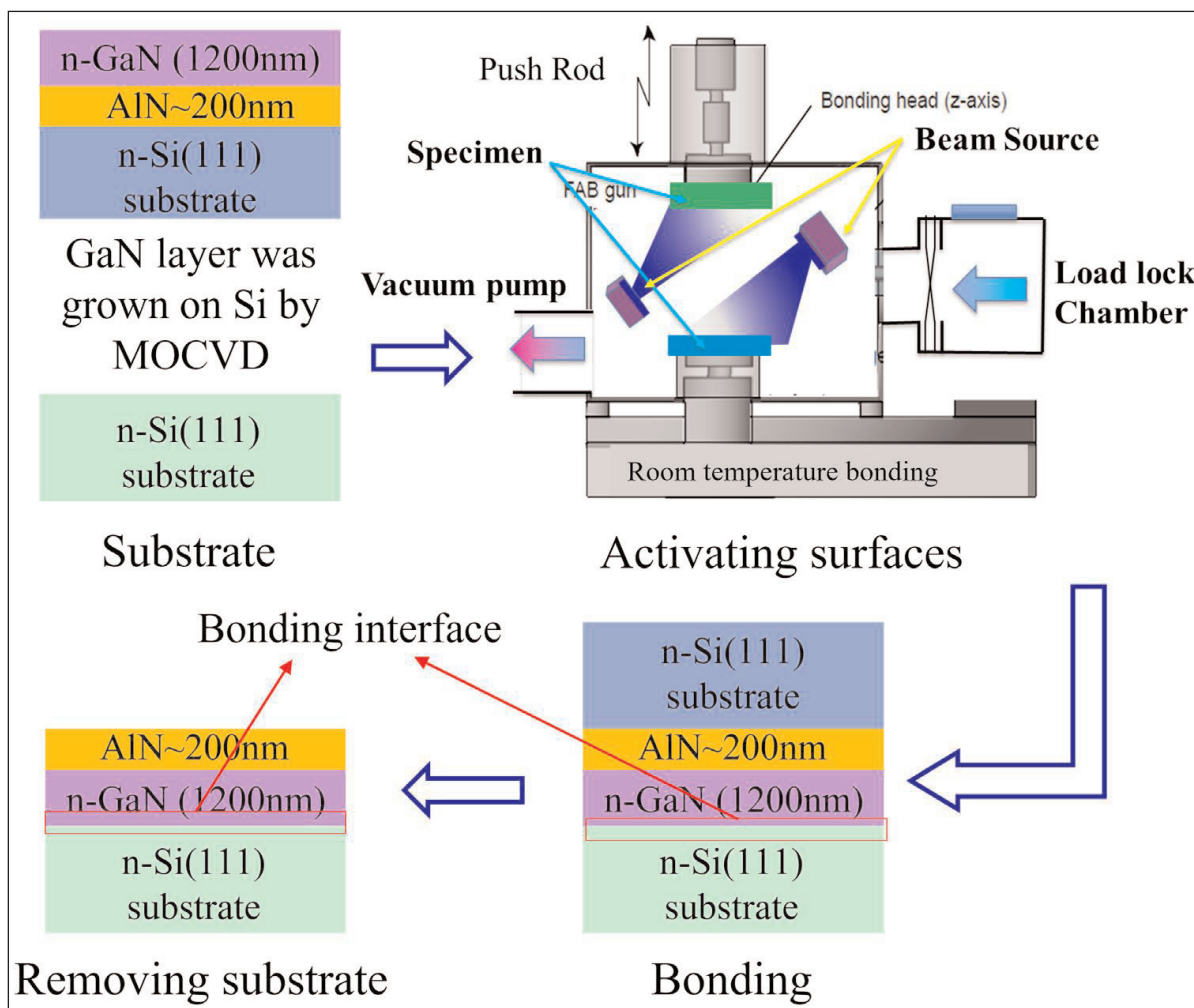 n-GaN (1200nm)
AlN~200nm
n-Si(111)
substrate
GaN layer was
grown on Si by
MOCVD
n-Si(111)
substrate
Substrate
Push Rod
Bonding head (z-axis)
Specimen
Beam Source
FAB gun
Vacuum pump
Load lock
Chamber
Room temperature bonding
Activating surfaces
Bonding interface
n-Si(111)
substrate
AlN~200nm
n-GaN (1200nm)
n-Si(111)
substrate
Bonding
AlN~200nm
n-GaN (1200nm)
n-Si(111)
substrate
Removing substrate